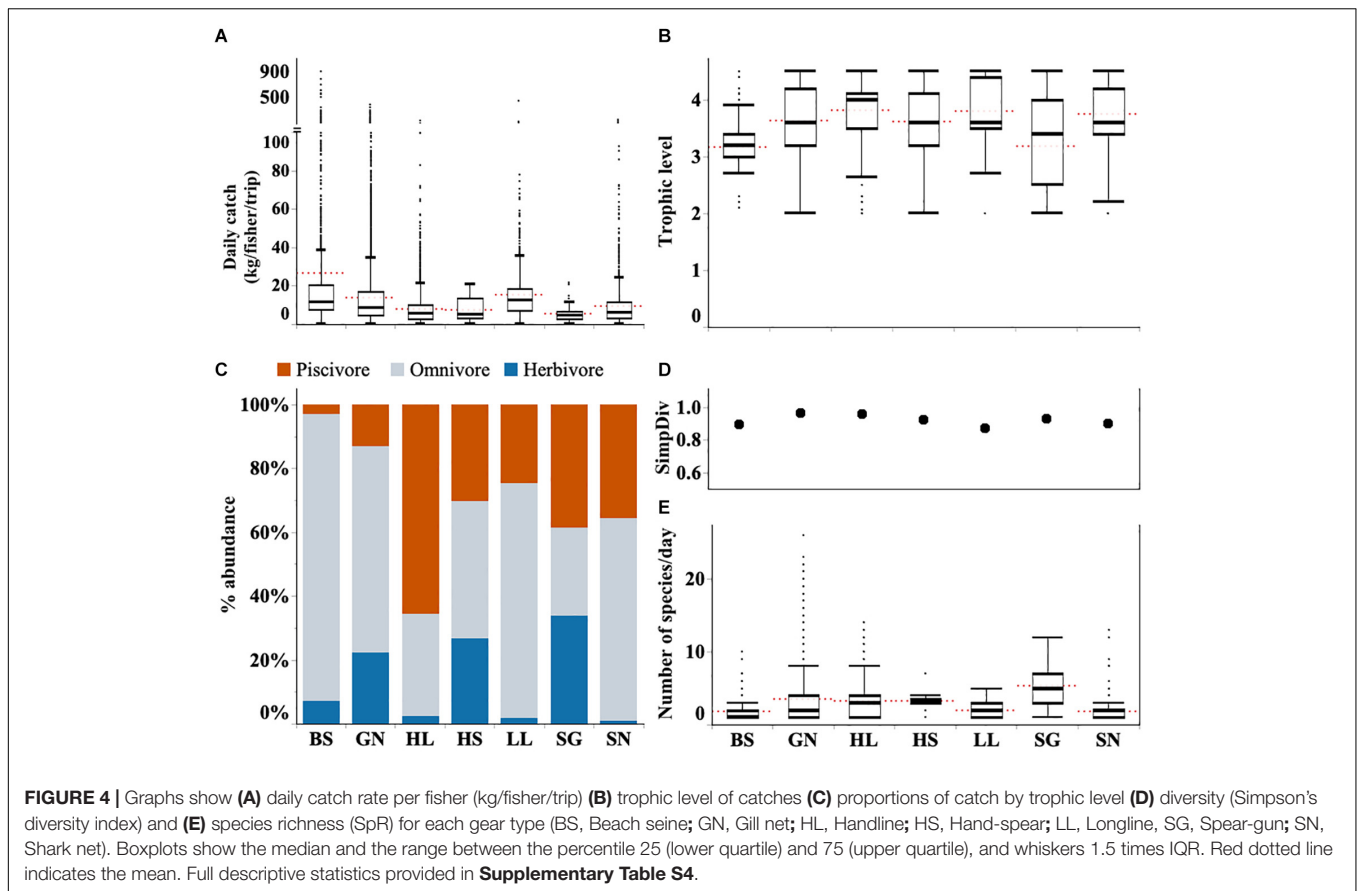 A
900
500
100
80
60
40
20
0
Daily catch
(kg/fisher/trip)
B
4
3
2
1
0
Trophic level
C
Piscivore Omnivore Herbivore
100%
80%
60%
40%
20%
0%
% abundance
BS GN HL HS LL SG SN
D
1.0
0.8
0.6
SimpDiv
E
20
10
0
Number of species/day
BS GN HL HS LL SG SN
FIGURE 4 | Graphs show (A) daily catch rate per fisher (kg/fisher/trip) (B) trophic level of catches (C) proportions of catch by trophic level (D) diversity (Simpson's
diversity index) and (E) species richness (SpR) for each gear type (BS, Beach seine; GN, Gill net; HL, Handline; HS, Hand-spear; LL, Longline, SG, Spear-gun; SN,
Shark net). Boxplots show the median and the range between the percentile 25 (lower quartile) and 75 (upper quartile), and whiskers 1.5 times IQR. Red dotted line
indicates the mean. Full descriptive statistics provided in Supplementary Table S4.